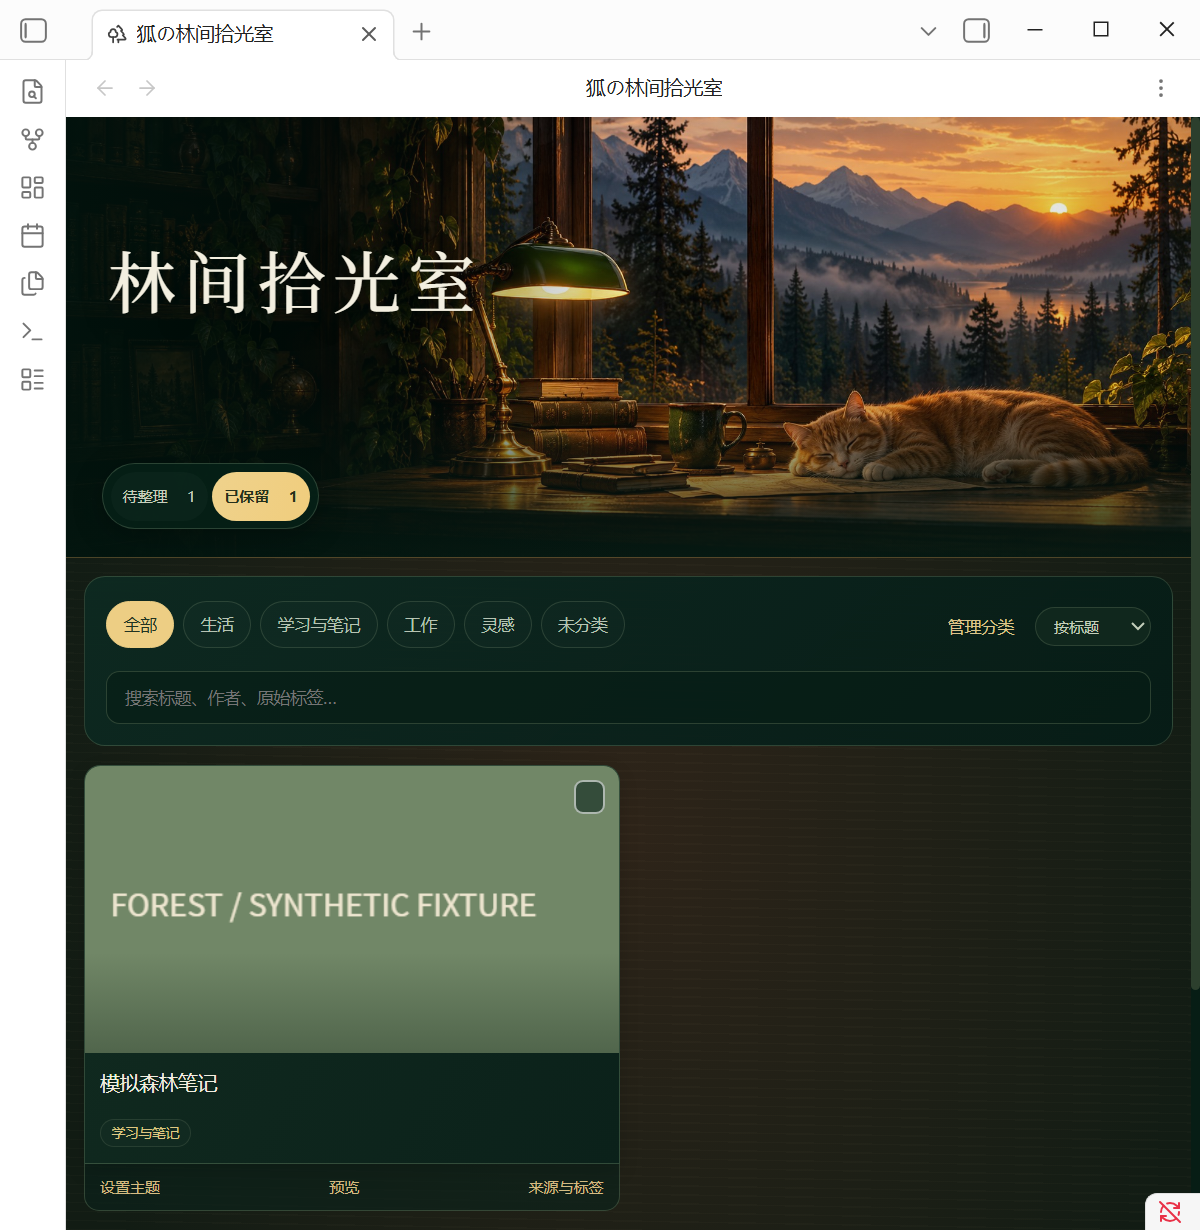 狐の林间拾光室
狐の林间拾光室
林间拾光室
待整理 1 已保留 1
全部 生活 学习与笔记 工作 灵感 未分类 管理分类 按标题
搜索标题、作者、原始标签...
FOREST / SYNTHETIC FIXTURE
模拟森林笔记
学习与笔记
设置主题 预览 来源与标签